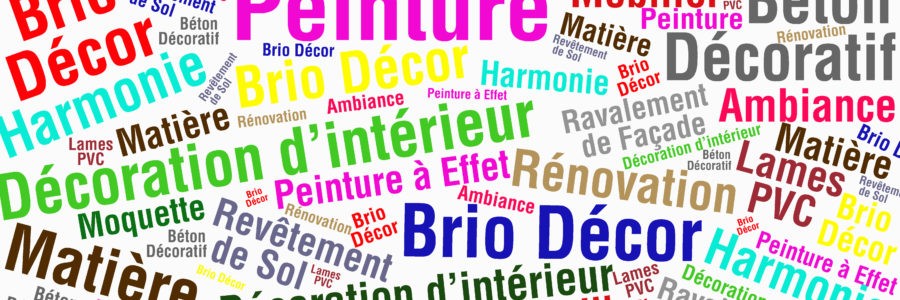 Brio
Décor
Revêtement
de Sol
Béton
Décoratif
Peinture
Brio Décor
Matière
Revêtement
de Sol
Mobilier
PVC
Peinture
Béton
Décoratif
Rénovation
Harmonie
Revêtement
de Sol
Brio Décor
Harmonie
Brio
Décor
Lames
PVC
Matière
Rénovation
Ambiance
Peinture à Effet
Ravalement
de Façade
Décoration d'intérieur
Ambiance
Brio D
Matière
Décoration d’intérieur
Béton
Décoratif
Lames
PVC
Revêtement
de Sol
Moquette
Brio
Décor
Peinture à Effet
Rénovation
Ambiance
Brio
Décor
Rénovation
Brio
Décor
Béton
Décoratif
Revêtement
de Sol
Brio Décor
Brio
Décor
Harmonie
Peinture à Effet
Matière
Brio Décor
Lames
PVC
Décoration d’intérieur
Lames
PVC
Décoration
Béton